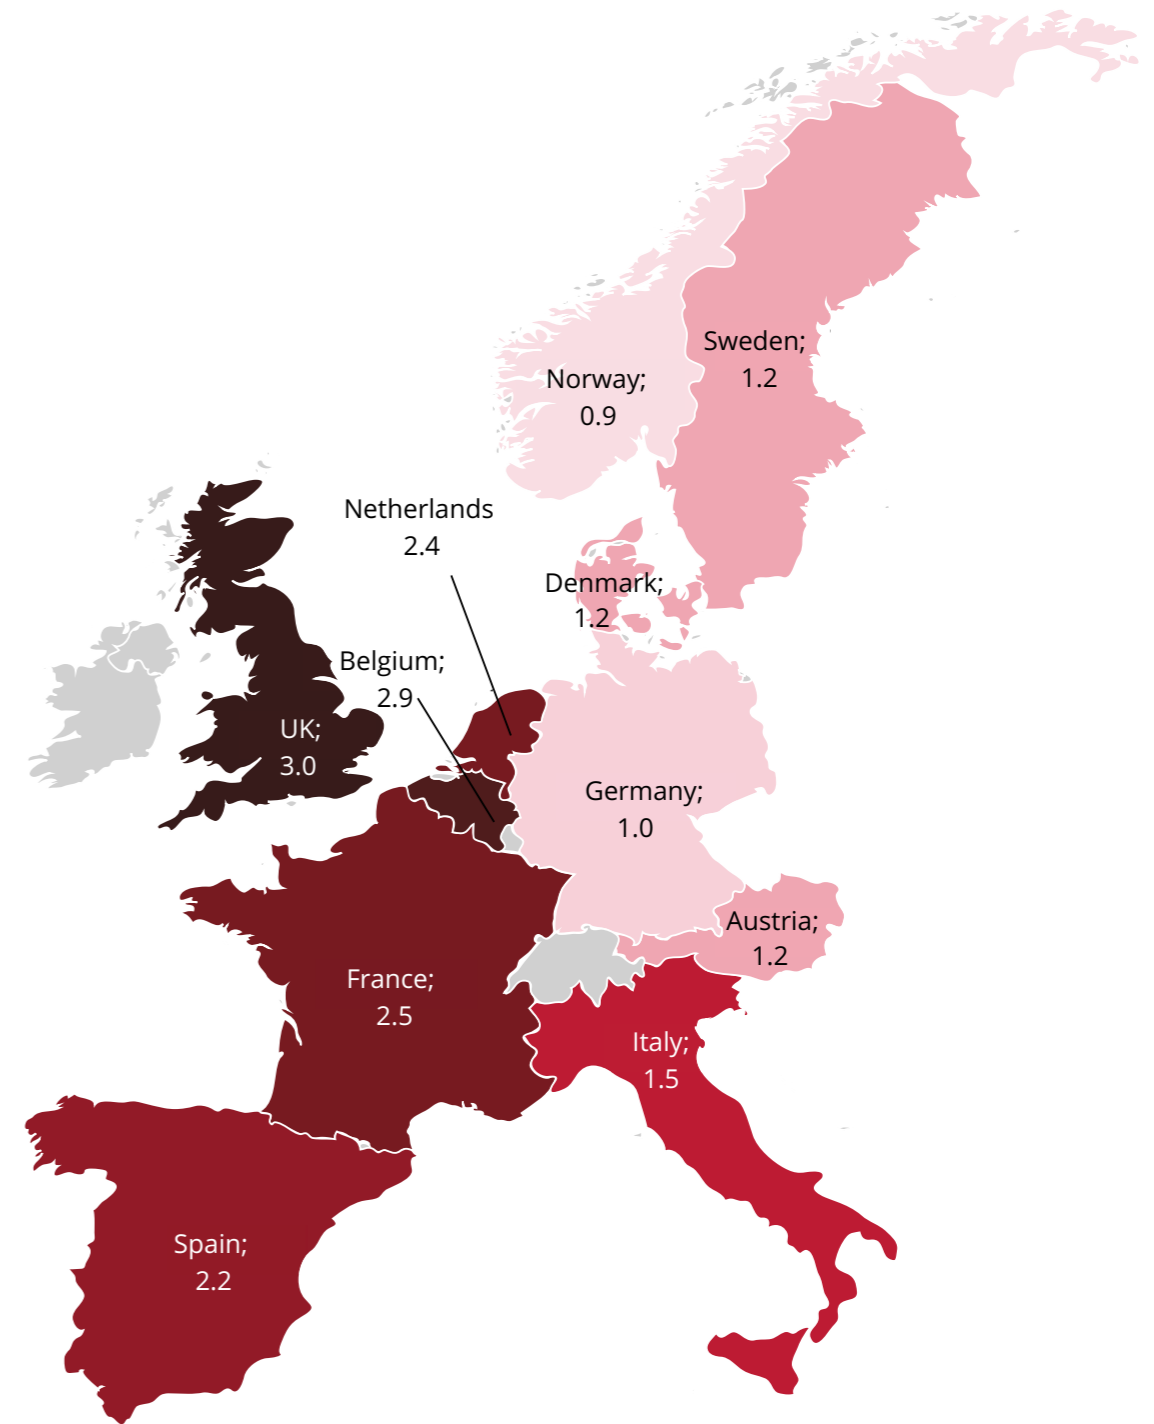 Sweden;
1.2
Norway;
0.9
Netherlands
2.4
Denmark;
1.2
Belgium;
2.9
UK;
3.0
Germany;
1.0
Austria;
1.2
France;
2.5
Italy;
1.5
Spain;
2.2